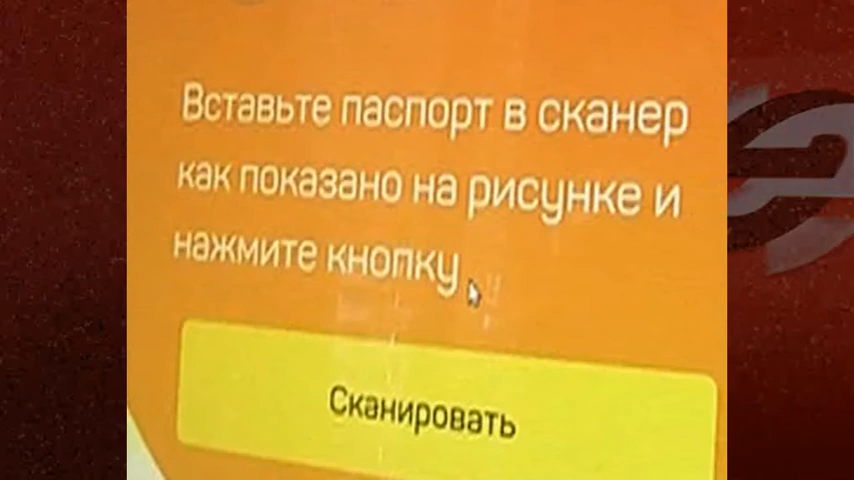 Вставьте паспорт в сканер
как показано на рисунке и
нажмите кнопку
Сканировать